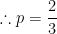 ∴ p = 2/3